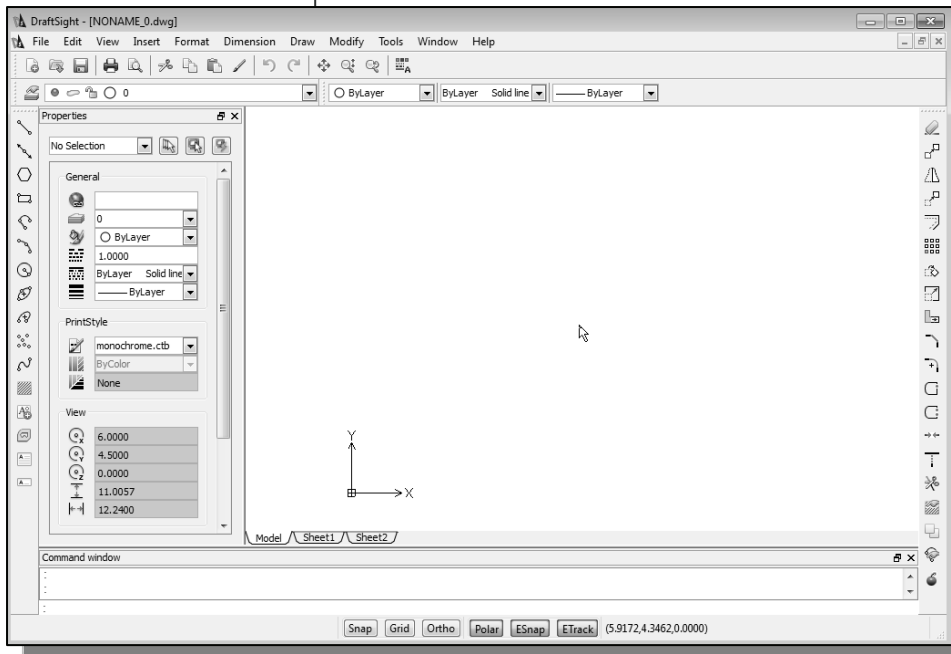 DraftSight - [NONAME_0.dwg]
File Edit View Insert Format Dimension Draw Modify Tools Window Help
0 ByLayer ByLayer Solid line ByLayer
Properties
No Selection
General
0
ByLayer
1.0000
ByLayer Solid line
ByLayer
PrintStyle
monochrome.ctb
ByColor
None
View
6.0000
4.5000
0.0000
11.0057
12.2400
Y
X
Model Sheet1 Sheet2
Command window
:
:
:
Snap Grid Ortho Polar ESnap ETrack (5.9172,4.3462,0.0000)